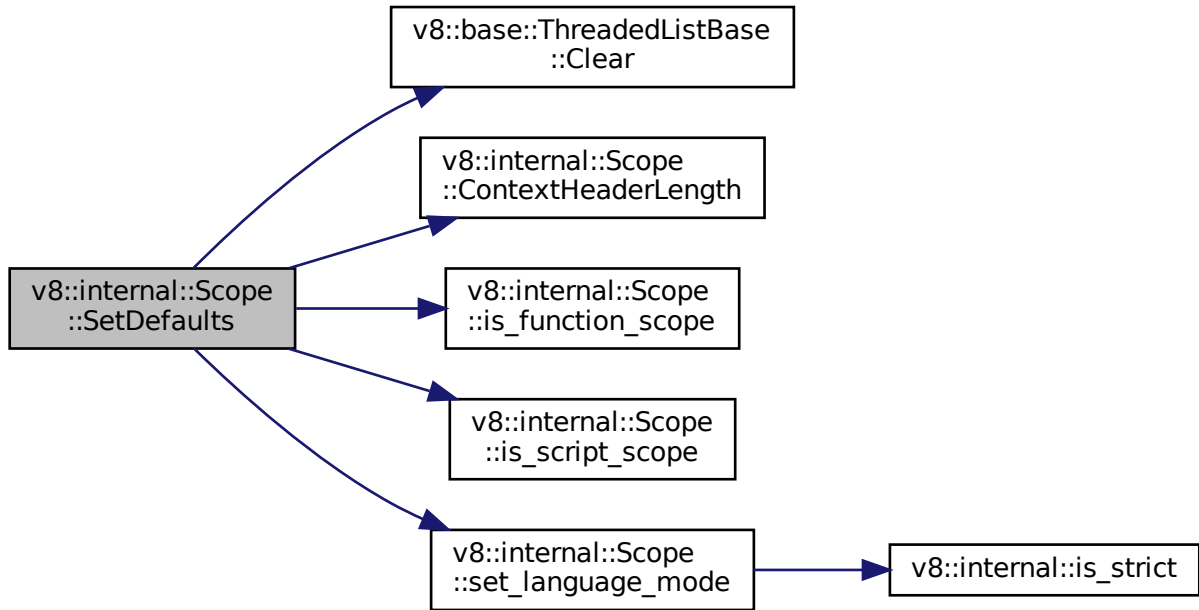 v8::base::ThreadedListBase
::Clear
v8::internal::Scope
::ContextHeaderLength
v8::internal::Scope
::SetDefaults
v8::internal::Scope
::is_function_scope
v8::internal::Scope
::is_script_scope
v8::internal::Scope
::set_language_mode
v8::internal::is_strict